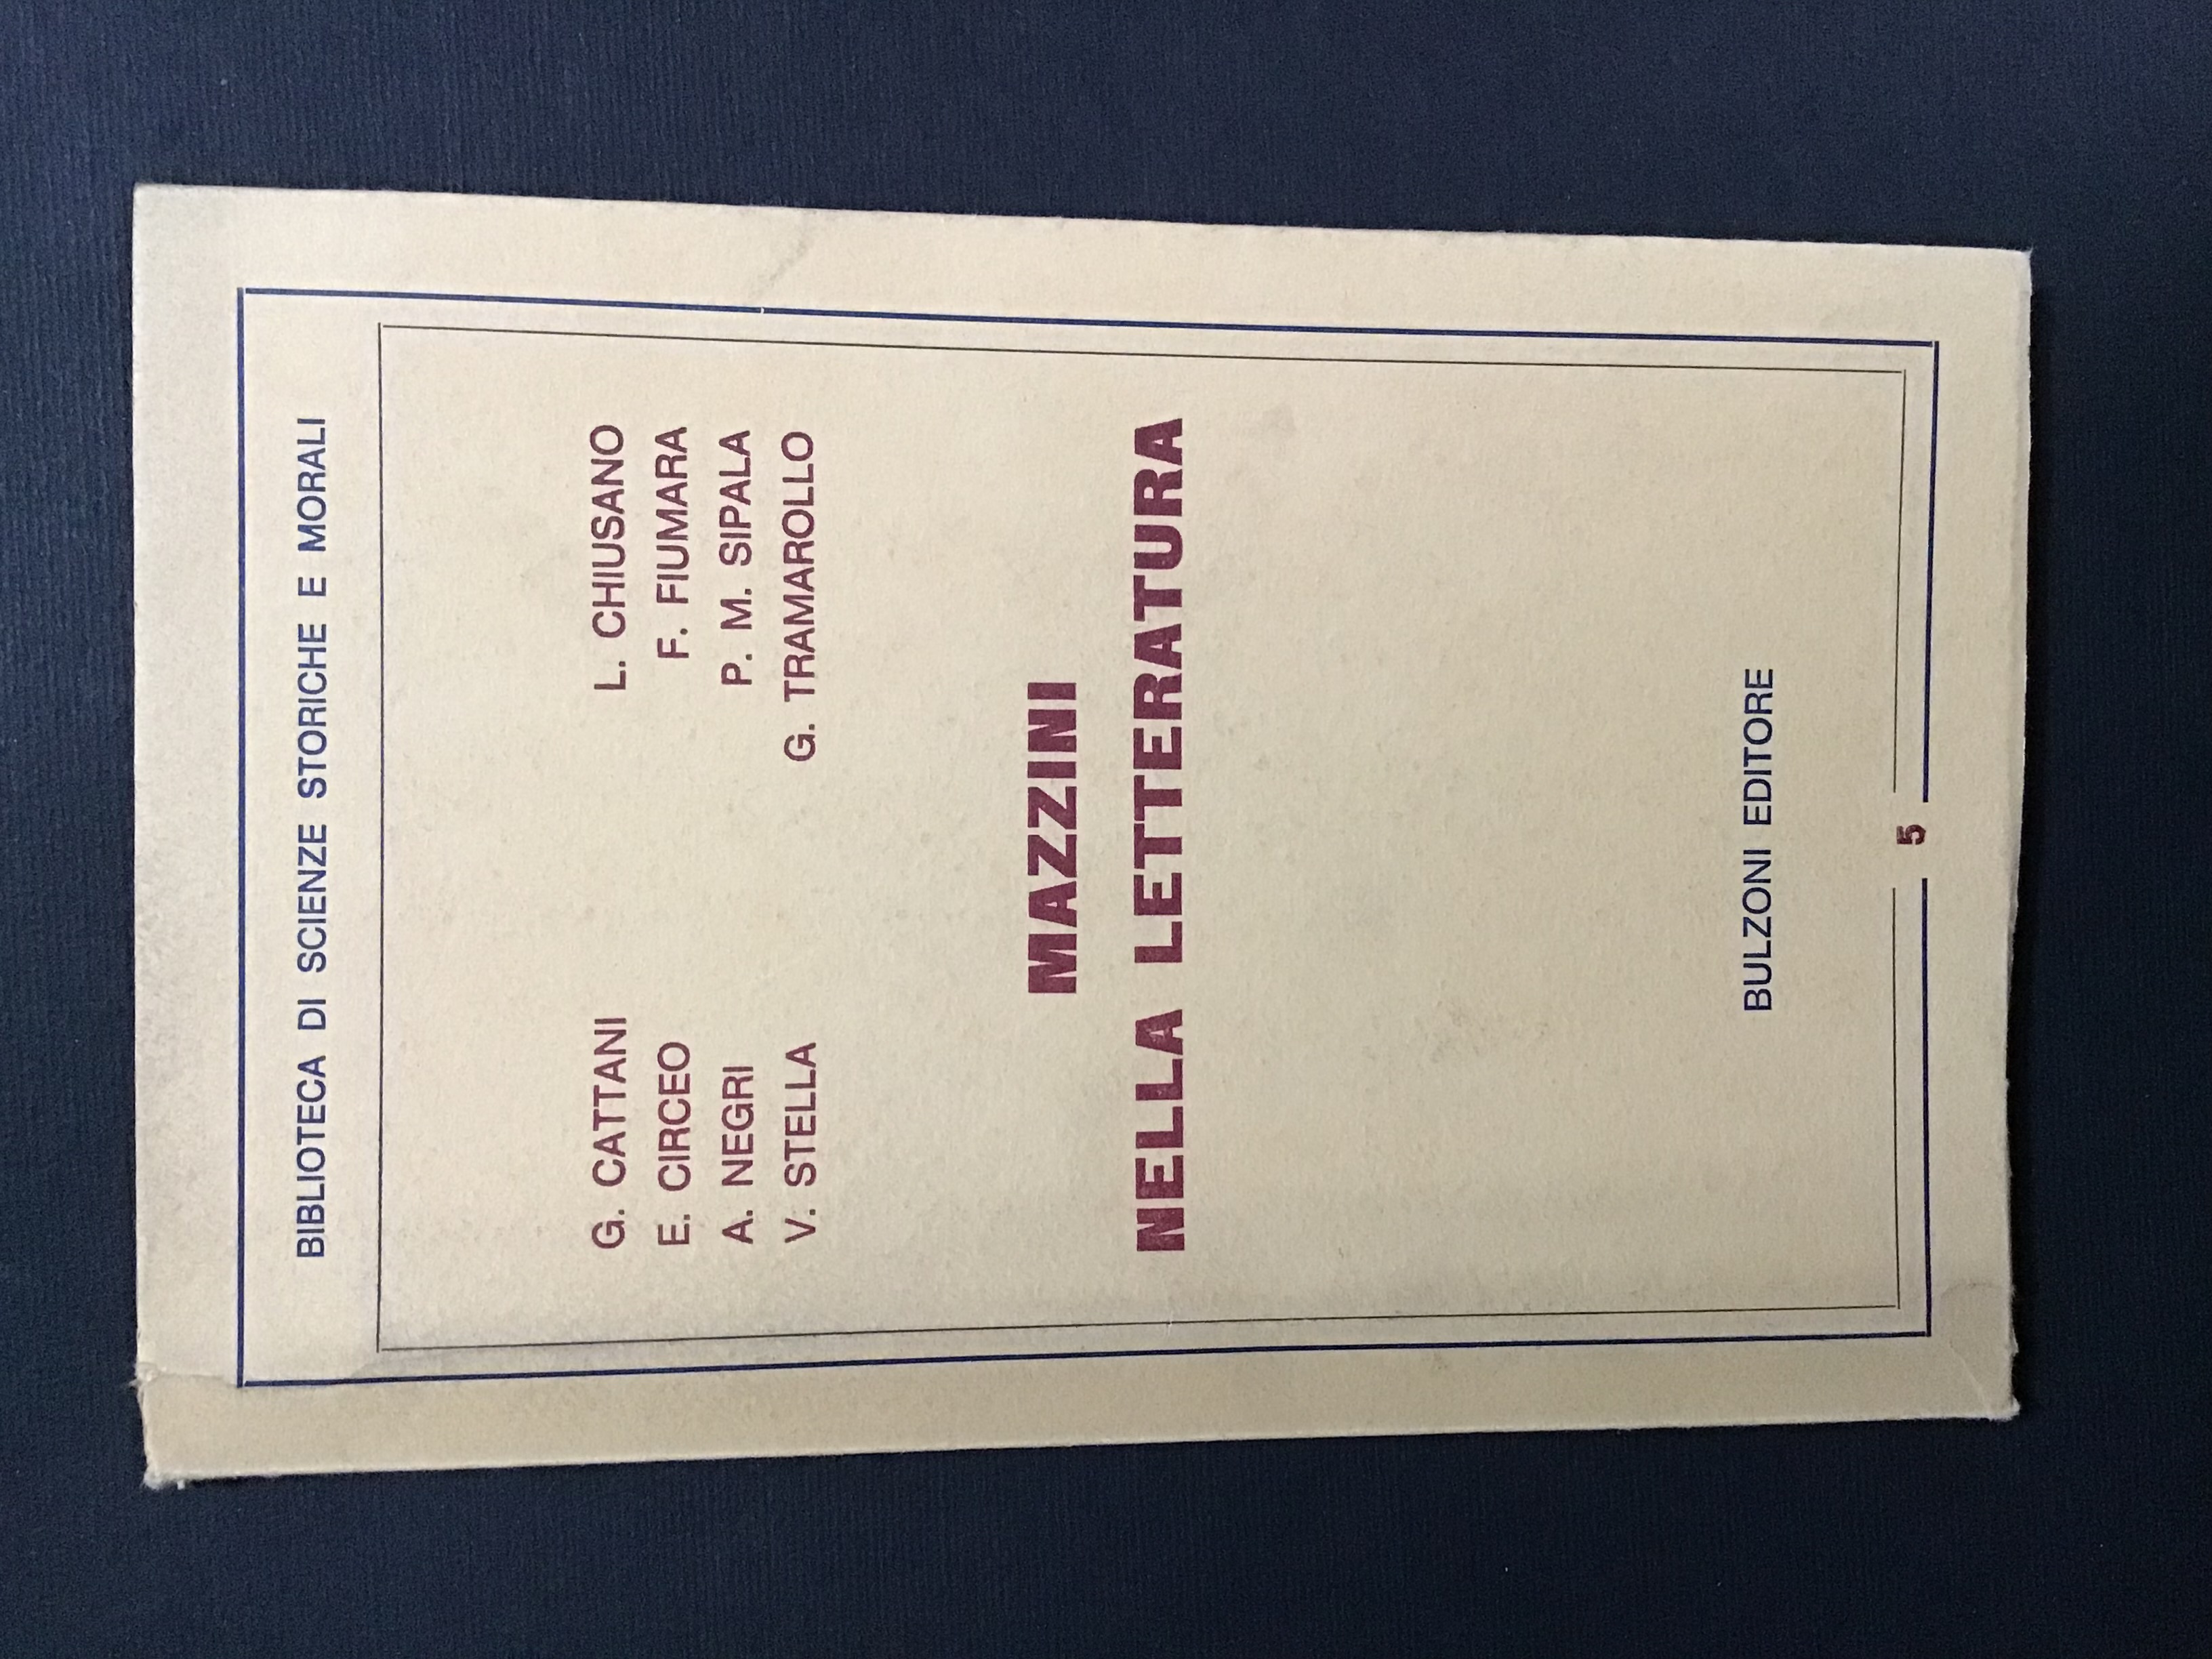 BIBLIOTECA DI SCIENZE STORICHE E MORALI
G. CATTANI L. CHIUSANO
E. CIRCEO F. FIUMARA
A. NEGRI P. M. SIPALA
V. STELLA G. TRAMAROLLO
MAZZINI
NELLA LETTERATURA
BULZONI EDITORE
5